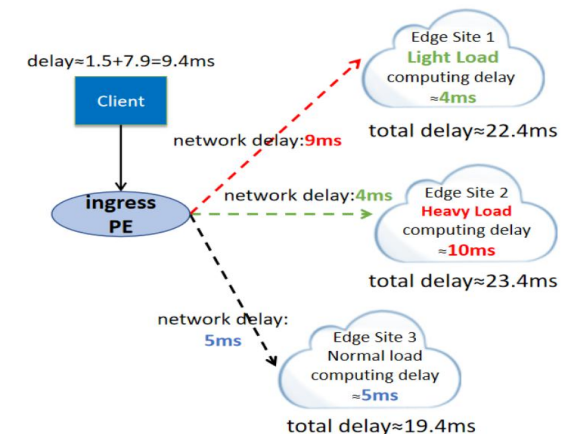 delay≈1.5+7.9=9.4ms
Client
ingress
PE
network delay:9ms
Edge Site 1
Light Load
computing delay
≈4ms
total delay≈22.4ms
network delay:4ms
Edge Site 2
Heavy Load
computing delay
≈10ms
total delay≈23.4ms
network delay:
5ms
Edge Site 3
Normal load
computing delay
≈5ms
total delay≈19.4ms